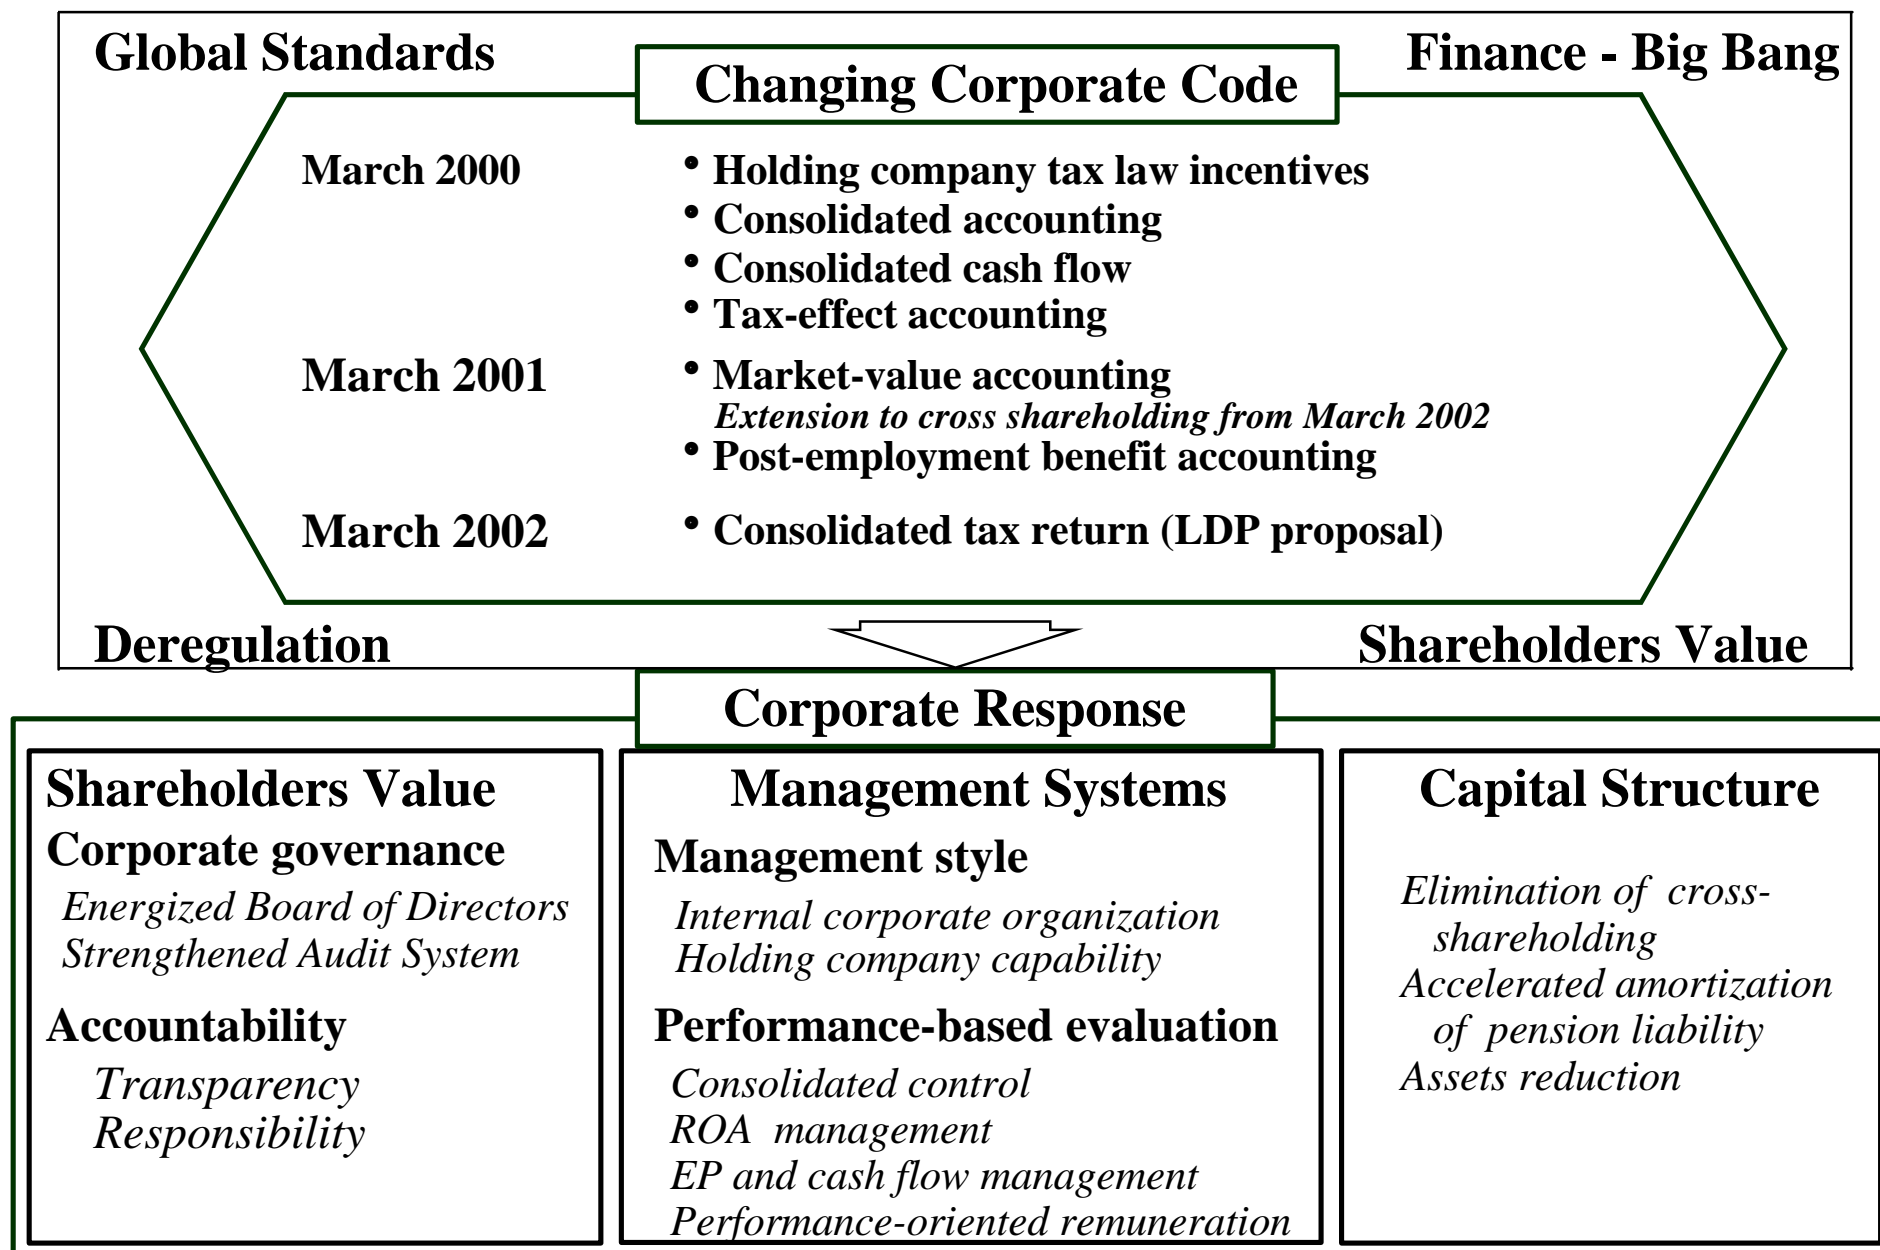 Global Standards
Finance - Big Bang
Changing Corporate Code
March 2000
• Holding company tax law incentives
• Consolidated accounting
• Consolidated cash flow
• Tax-effect accounting
March 2001
• Market-value accounting
Extension to cross shareholding from March 2002
• Post-employment benefit accounting
March 2002
• Consolidated tax return (LDP proposal)
Deregulation
Shareholders Value
Corporate Response
Shareholders Value
Corporate governance
Energized Board of Directors
Strengthened Audit System
Accountability
Transparency
Responsibility
Management Systems
Management style
Internal corporate organization
Holding company capability
Performance-based evaluation
Consolidated control
ROA management
EP and cash flow management
Performance-oriented remuneration
Capital Structure
Elimination of cross-
shareholding
Accelerated amortization
of pension liability
Assets reduction